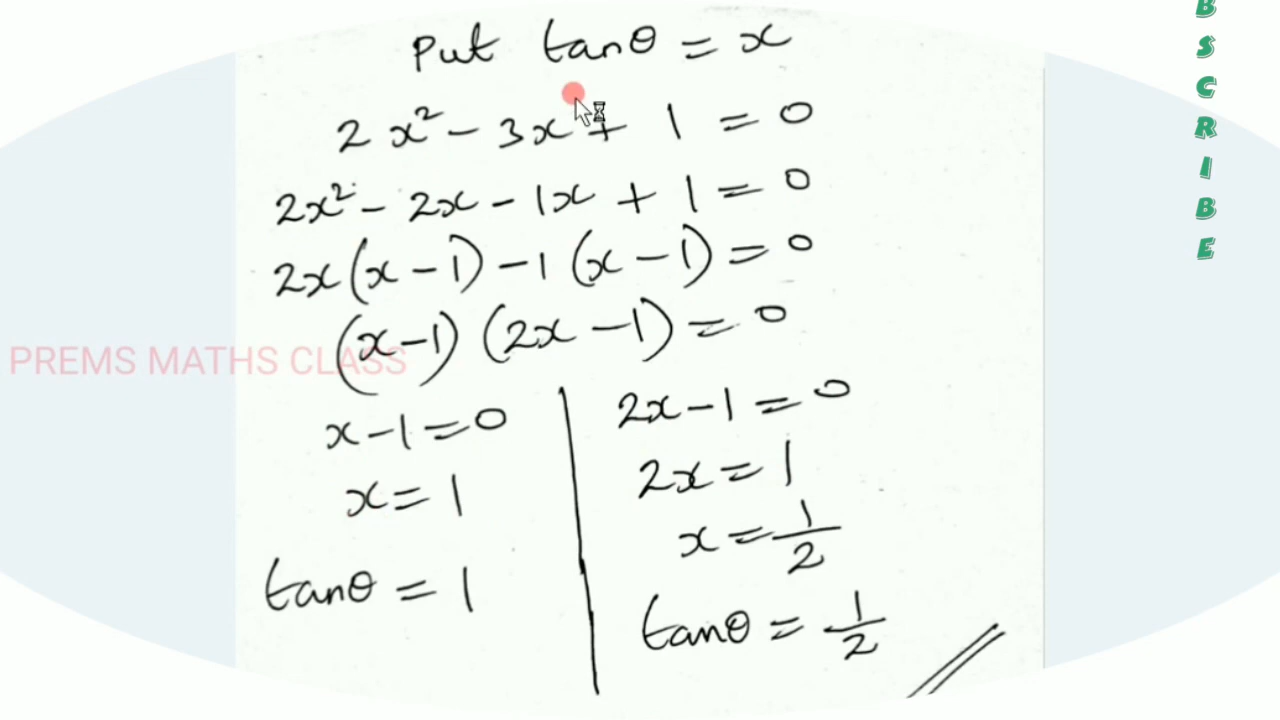 Put tanθ = x
2x² - 3x + 1 = 0
2x² - 2x - 1x + 1 = 0
2x(x-1) - 1(x-1) = 0
(x-1)(2x-1) = 0
PREMS MATHS CLASS
x-1=0
x=1
tanθ = 1
2x-1=0
2x=1
x=1/2
tanθ = 1/2
BSCRIBE